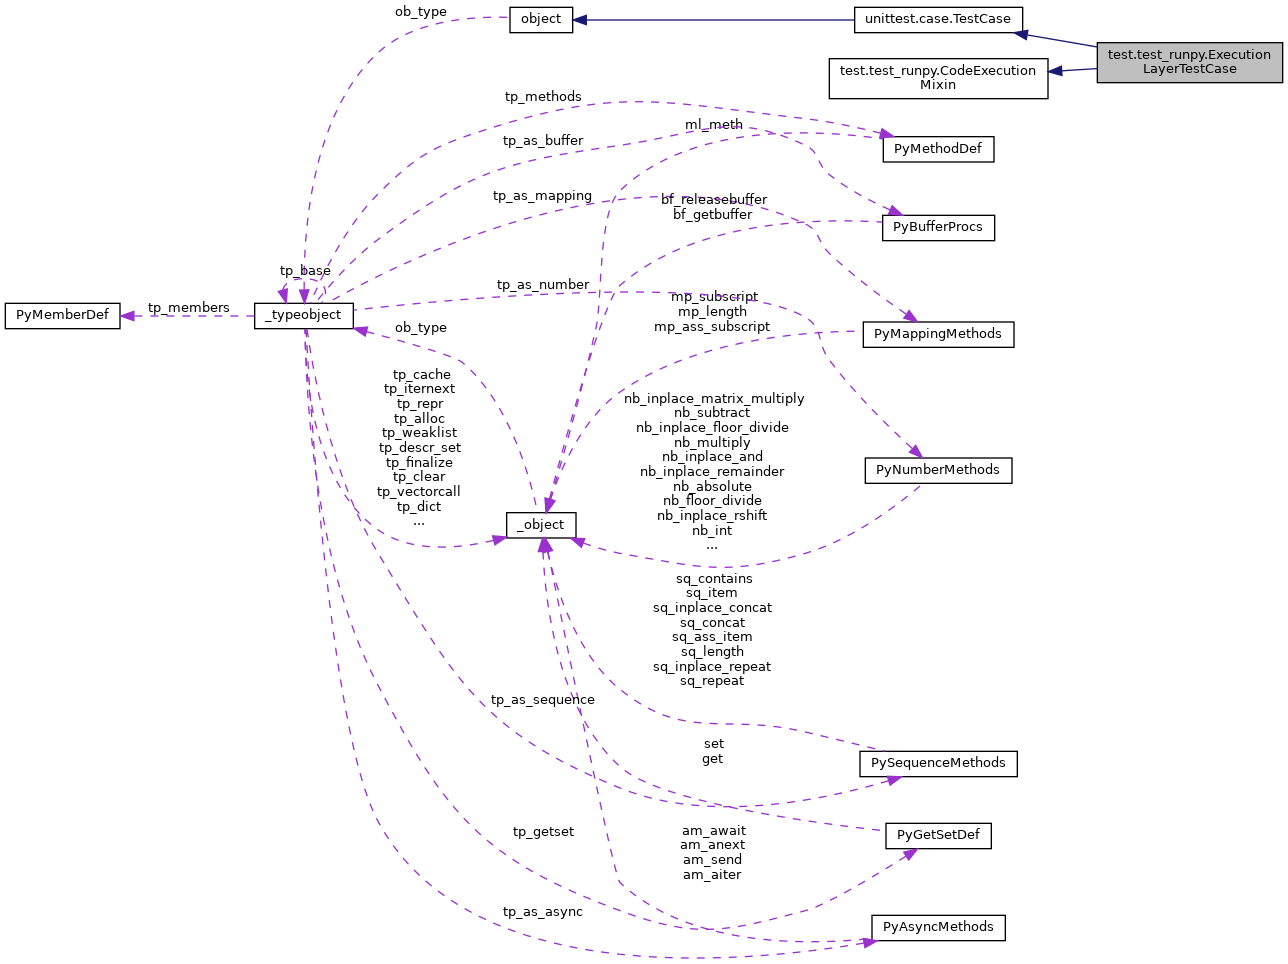 ob_type
object
unittest.case.TestCase
test.test_runpy.Execution
LayerTestCase
test.test_runpy.CodeExecution
Mixin
tp_methods
ml_meth
tp_as_buffer
PyMethodDef
tp_as_mapping
bf_releasebuffer
bf_getbuffer
PyBufferProcs
tp_base
tp_as_number
mp_subscript
mp_length
mp_ass_subscript
PyMemberDef
tp_members
_typeobject
ob_type
PyMappingMethods
tp_cache
tp_iternext
tp_repr
tp_alloc
tp_weaklist
tp_descr_set
tp_finalize
tp_clear
tp_vectorcall
tp_dict
...
nb_inplace_matrix_multiply
nb_subtract
nb_inplace_floor_divide
nb_multiply
nb_inplace_and
nb_inplace_remainder
nb_absolute
nb_floor_divide
nb_inplace_rshift
nb_int
...
PyNumberMethods
_object
sq_contains
sq_item
sq_inplace_concat
sq_concat
sq_ass_item
sq_length
sq_inplace_repeat
sq_repeat
tp_as_sequence
set
get
PySequenceMethods
tp_getset
am_await
am_anext
am_send
am_aiter
PyGetSetDef
tp_as_async
PyAsyncMethods